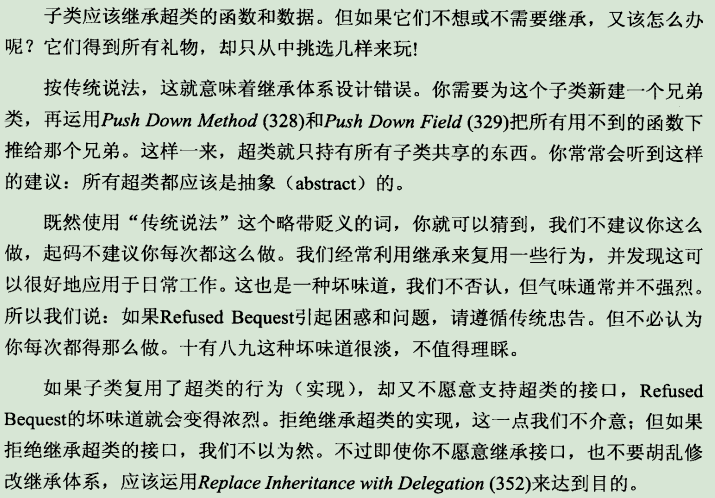 子类应该继承超类的函数和数据。但如果它们不想或不需要继承，又该怎么办
呢？它们得到所有礼物，却只从中挑选几样来玩!
按传统说法，这就意味着继承体系设计错误。你需要为这个子类新建一个兄弟
类，再运用Push Down Method (328)和Push Down Field (329)把所有用不到的函数下
推给那个兄弟。这样一来，超类就只持有所有子类共享的东西。你常常会听到这样
的建议：所有超类都应该是抽象（abstract）的。
既然使用“传统说法”这个略带贬义的词，你就可以猜到，我们不建议你这么
做，起码不建议你每次都这么做。我们经常利用继承来复用一些行为，并发现这可
以很好地应用于日常工作。这也是一种坏味道，我们不否认，但气味通常并不强烈。
所以我们说：如果Refused Bequest引起困惑和问题，请遵循传统忠告。但不必认为
你每次都得那么做。十有八九这种坏味道很淡，不值得理睬。
如果子类复用了超类的行为（实现），却又不愿意支持超类的接口，Refused
Bequest的坏味道就会变得浓烈。拒绝继承超类的实现，这一点我们不介意；但如果
拒绝继承超类的接口，我们不以为然。不过即使你不愿意继承接口，也不要胡乱修
改继承体系，应该运用Replace Inheritance with Delegation (352)来达到目的。